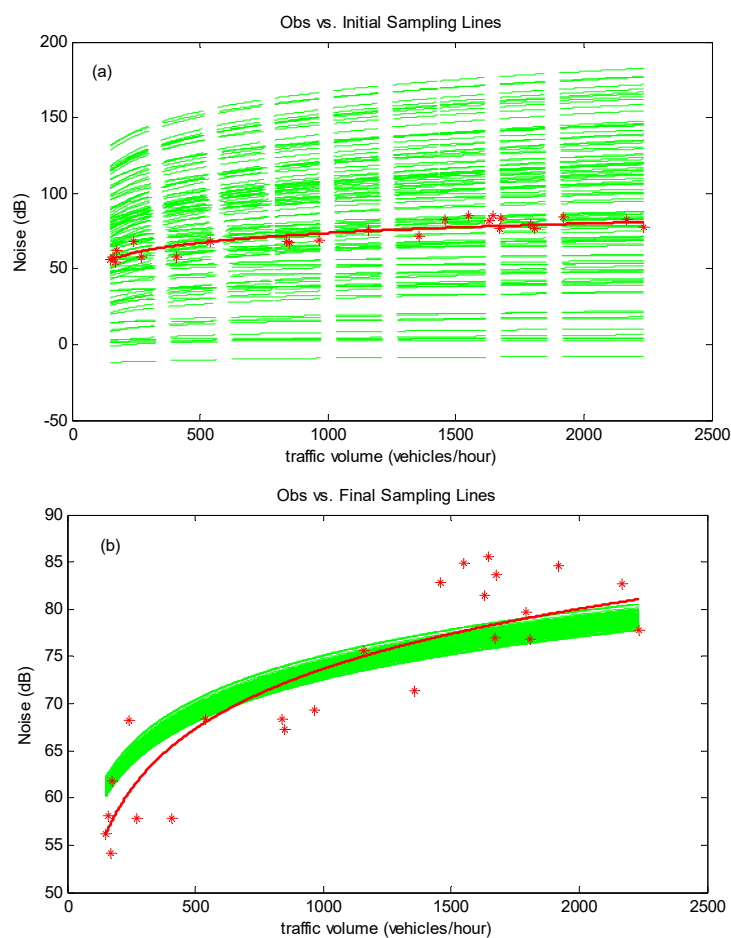 Obs vs. Initial Sampling Lines
200
(a)
150
100
50
0
-50
Noise (dB)
0 500 1000 1500 2000 2500
traffic volume (vehicles/hour)
Obs vs. Final Sampling Lines
90
(b)
85
80
75
70
65
60
55
50
Noise (dB)
0 500 1000 1500 2000 2500
traffic volume (vehicles/hour)